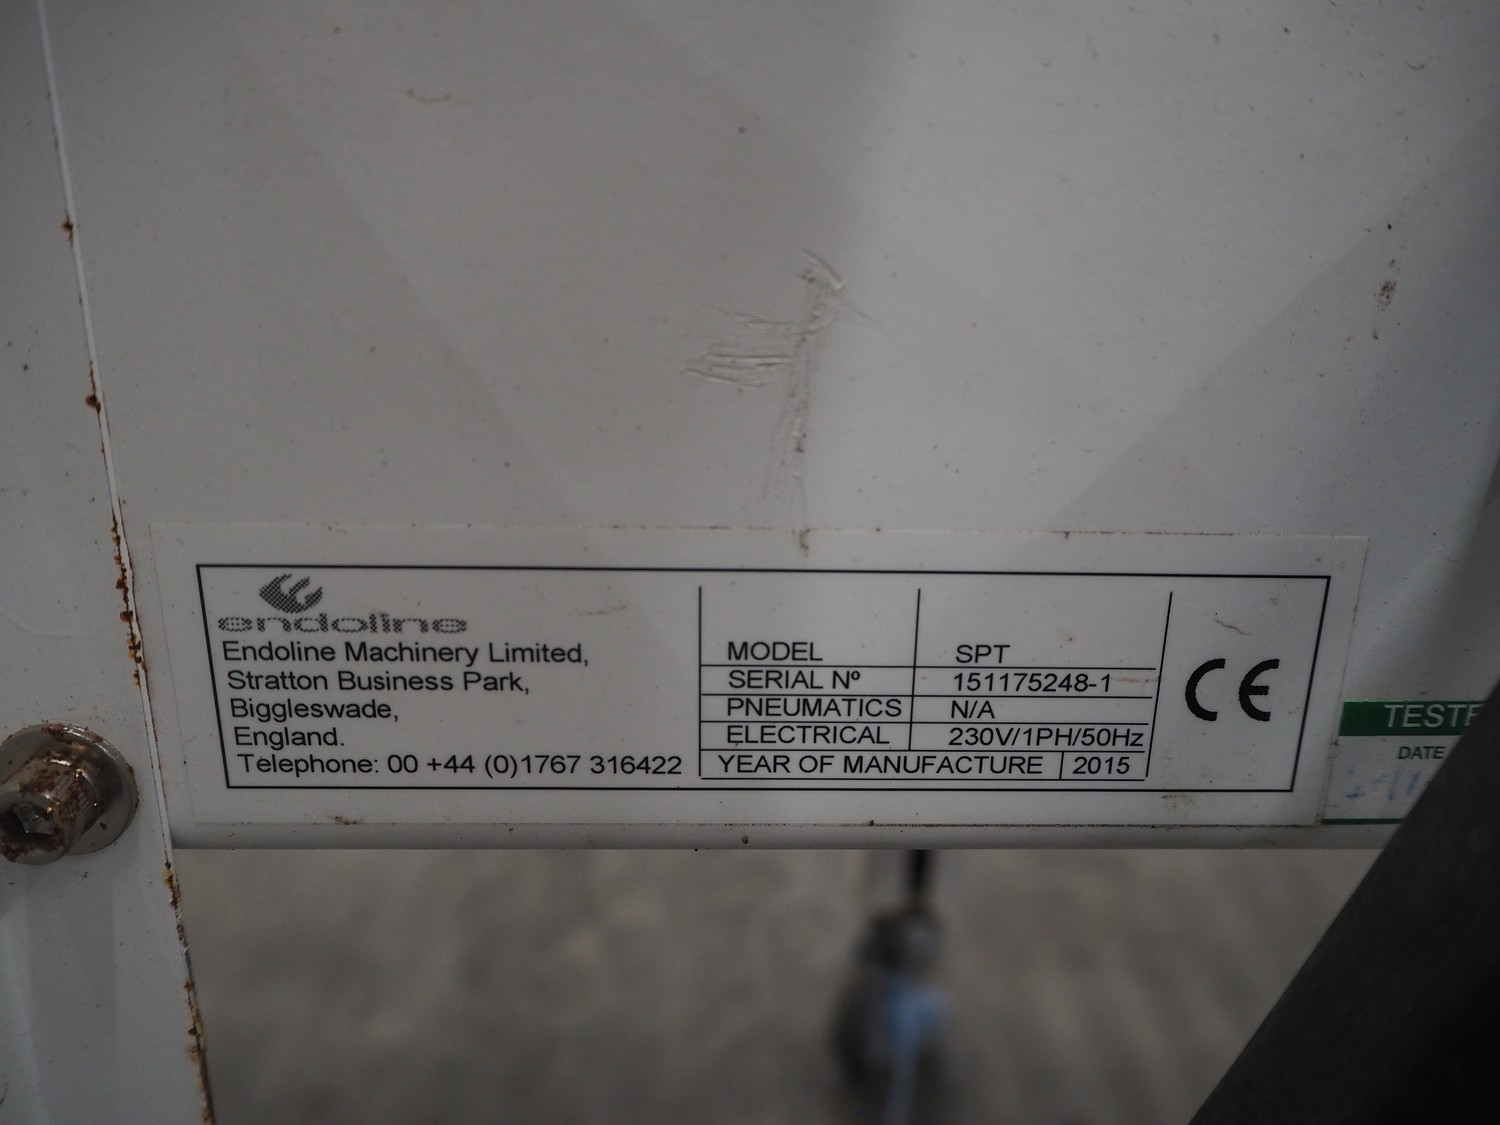 endoline
Endoline Machinery Limited,
Stratton Business Park,
Biggleswade,
England.
Telephone: 00 +44 (0)1767 316422
MODEL SPT
SERIAL Nº 151175248-1
PNEUMATICS N/A
ELECTRICAL 230V/1PH/50Hz
YEAR OF MANUFACTURE 2015
CE
DATE